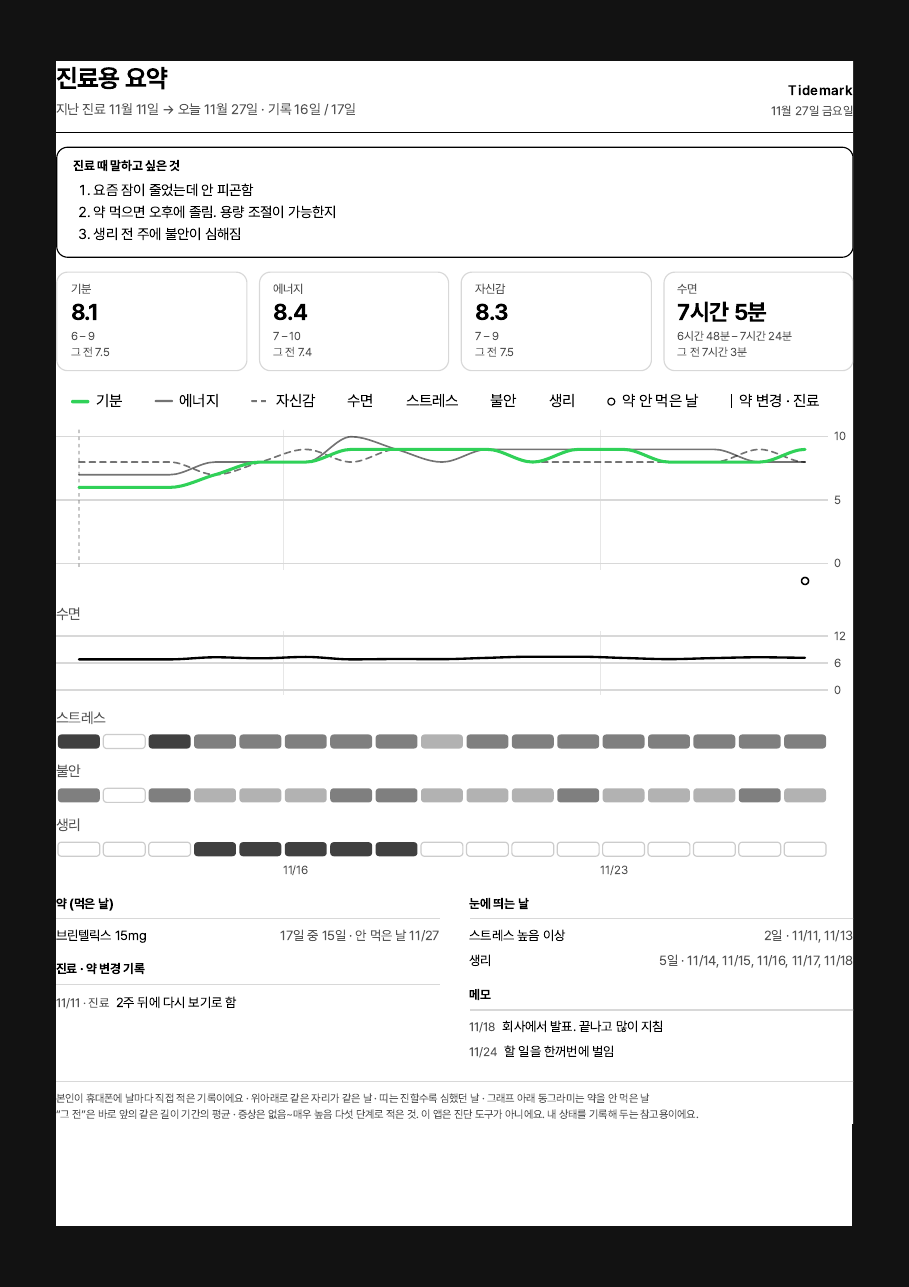 진료용 요약
Tidemark
지난 진료 11월 11일 → 오늘 11월 27일 · 기록 16일 / 17일
11월 27일 금요일
진료 때 말하고 싶은 것
1. 요즘 잠이 줄었는데 안 피곤함
2. 약 먹으면 오후에 졸림. 용량 조절이 가능한지
3. 생리 전 주에 불안이 심해짐
기분
8.1
6 – 9
그 전 7.5
에너지
8.4
7 – 10
그 전 7.4
자신감
8.3
7 – 9
그 전 7.5
수면
7시간 5분
6시간 48분 – 7시간 24분
그 전 7시간 3분
기분 에너지 자신감 수면 스트레스 불안 생리 약 안 먹은 날 약 변경 · 진료
10
5
0
수면
12
6
0
스트레스
불안
생리
11/16 11/23
약 (먹은 날)
브린텔릭스 15mg 17일 중 15일 · 안 먹은 날 11/27
진료 · 약 변경 기록
11/11 · 진료 2주 뒤에 다시 보기로 함
눈에 띄는 날
스트레스 높음 이상 2일 · 11/11, 11/13
생리 5일 · 11/14, 11/15, 11/16, 11/17, 11/18
메모
11/18 회사에서 발표. 끝나고 많이 지침
11/24 할 일을 한꺼번에 벌임
본인이 휴대폰에 날마다 직접 적은 기록이에요 · 위아래로 같은 자리가 같은 날 · 띠는 진할수록 심했던 날 · 그래프 아래 동그라미는 약을 안 먹은 날
“그 전”은 바로 앞의 같은 길이 기간의 평균 · 증상은 없음~매우 높음 다섯 단계로 적은 것. 이 앱은 진단 도구가 아니에요. 내 상태를 기록해 두는 참고용이에요.